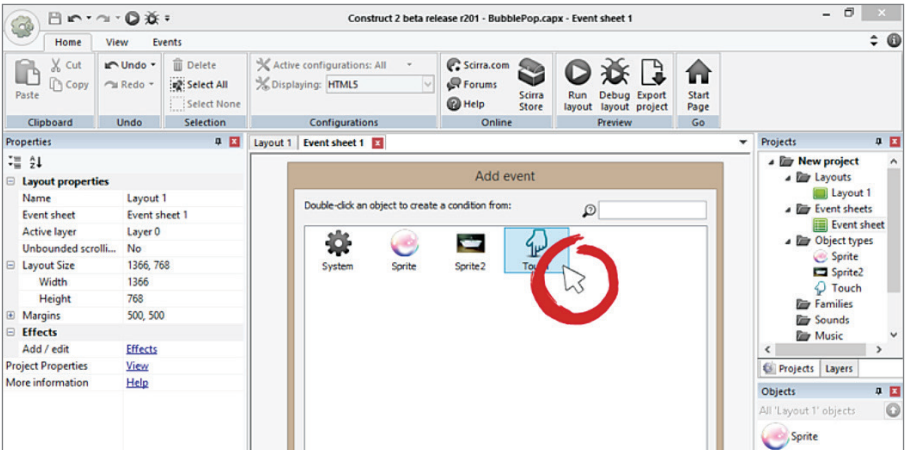 Construct 2 beta release r201 - BubblePop.capx - Event sheet 1
Home View Events
Paste
Cut
Copy
Clipboard
Undo
Redo
Undo
Delete
Select All
Select None
Selection
Active configurations: All
Displaying: HTML5
Configurations
Scirra.com
Forums
Help
Scirra Store
Online
Run layout
Debug layout
Export project
Preview
Start Page
Go
Properties
Layout properties
Name Layout 1
Event sheet Event sheet 1
Active layer Layer 0
Unbounded scrolli... No
Layout Size 1366, 768
Width 1366
Height 768
Margins 500, 500
Effects
Add / edit Effects
Project Properties View
More information Help
Layout 1 Event sheet 1
Add event
Double-click an object to create a condition from:
System Sprite Sprite2
Projects
New project
Layouts
Layout 1
Event sheets
Event sheet
Object types
Sprite
Sprite2
Touch
Families
Sounds
Music
Projects Layers
Objects
All 'Layout 1' objects
Sprite